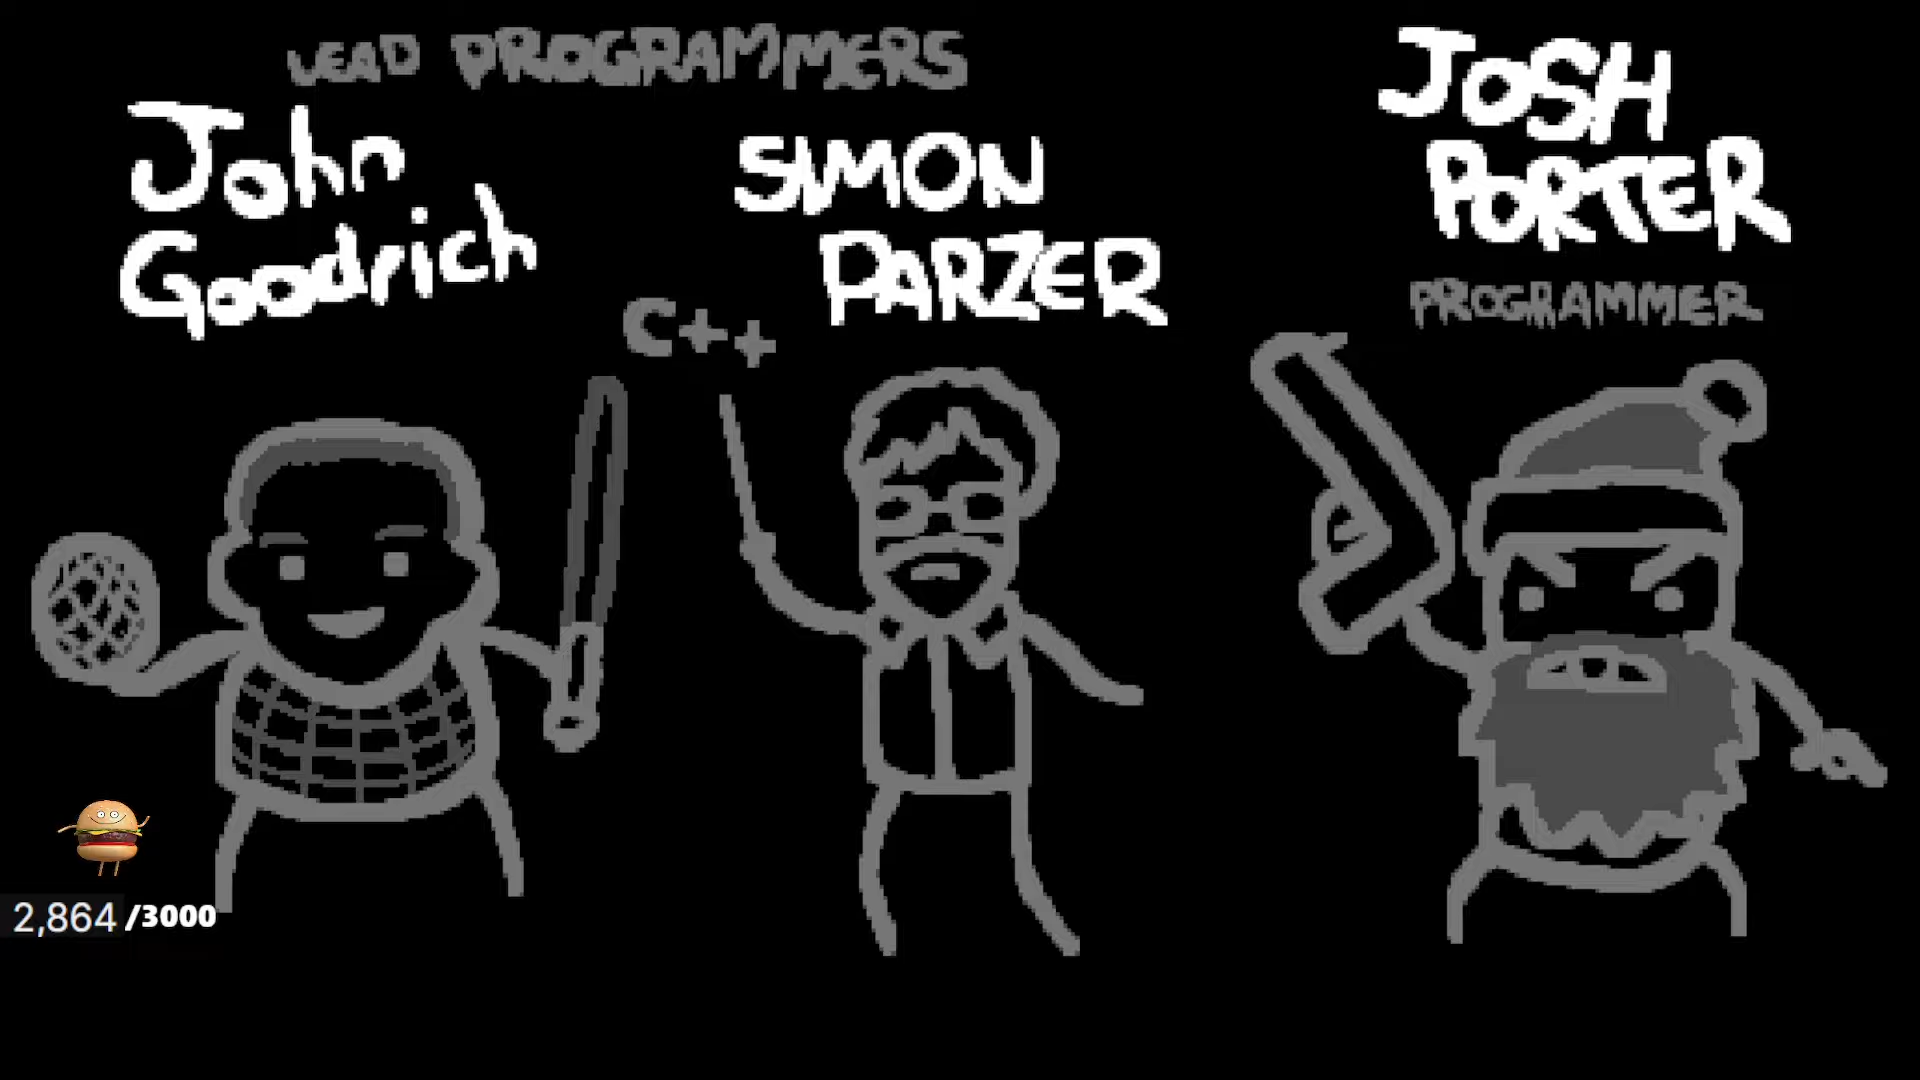 LEAD PROGRAMMERS
John
Goodrich
SIMON
PARZER
C++
JOSH
PORTER
PROGRAMMER
2,864/3000